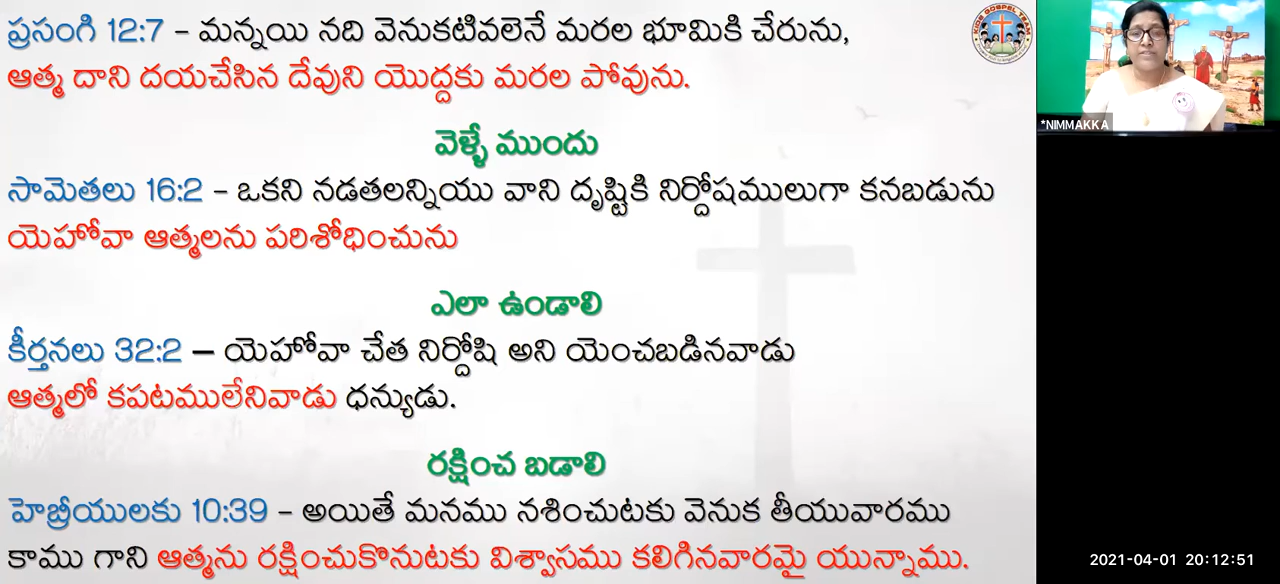 ప్రసంగి 12:7 – మన్నయి నది వెనుకటివలెనే మరల భూమికి చేరును,
ఆత్మ దాని దయచేసిన దేవుని యొద్దకు మరల పోవును.
వెళ్ళే ముందు
సామెతలు 16:2 – ఒకని నడతలన్నియు వాని దృష్టికి నిర్దోషములుగా కనబడును
యెహోవా ఆత్మలను పరిశోధించును
ఎలా ఉండాలి
కీర్తనలు 32:2 – యెహోవా చేత నిర్దోషి అని యెంచబడినవాడు
ఆత్మలో కపటములేనివాడు ధన్యుడు.
రక్షించ బడాలి
హెబ్రీయులకు 10:39 – అయితే మనము నశించుటకు వెనుక తీయువారము
కాము గాని ఆత్మను రక్షించుకొనుటకు విశ్వాసము కలిగినవారమై యున్నాము.
KIDS GOSPEL TEAM
*NIMMAKKA
2021-04-01 20:12:51